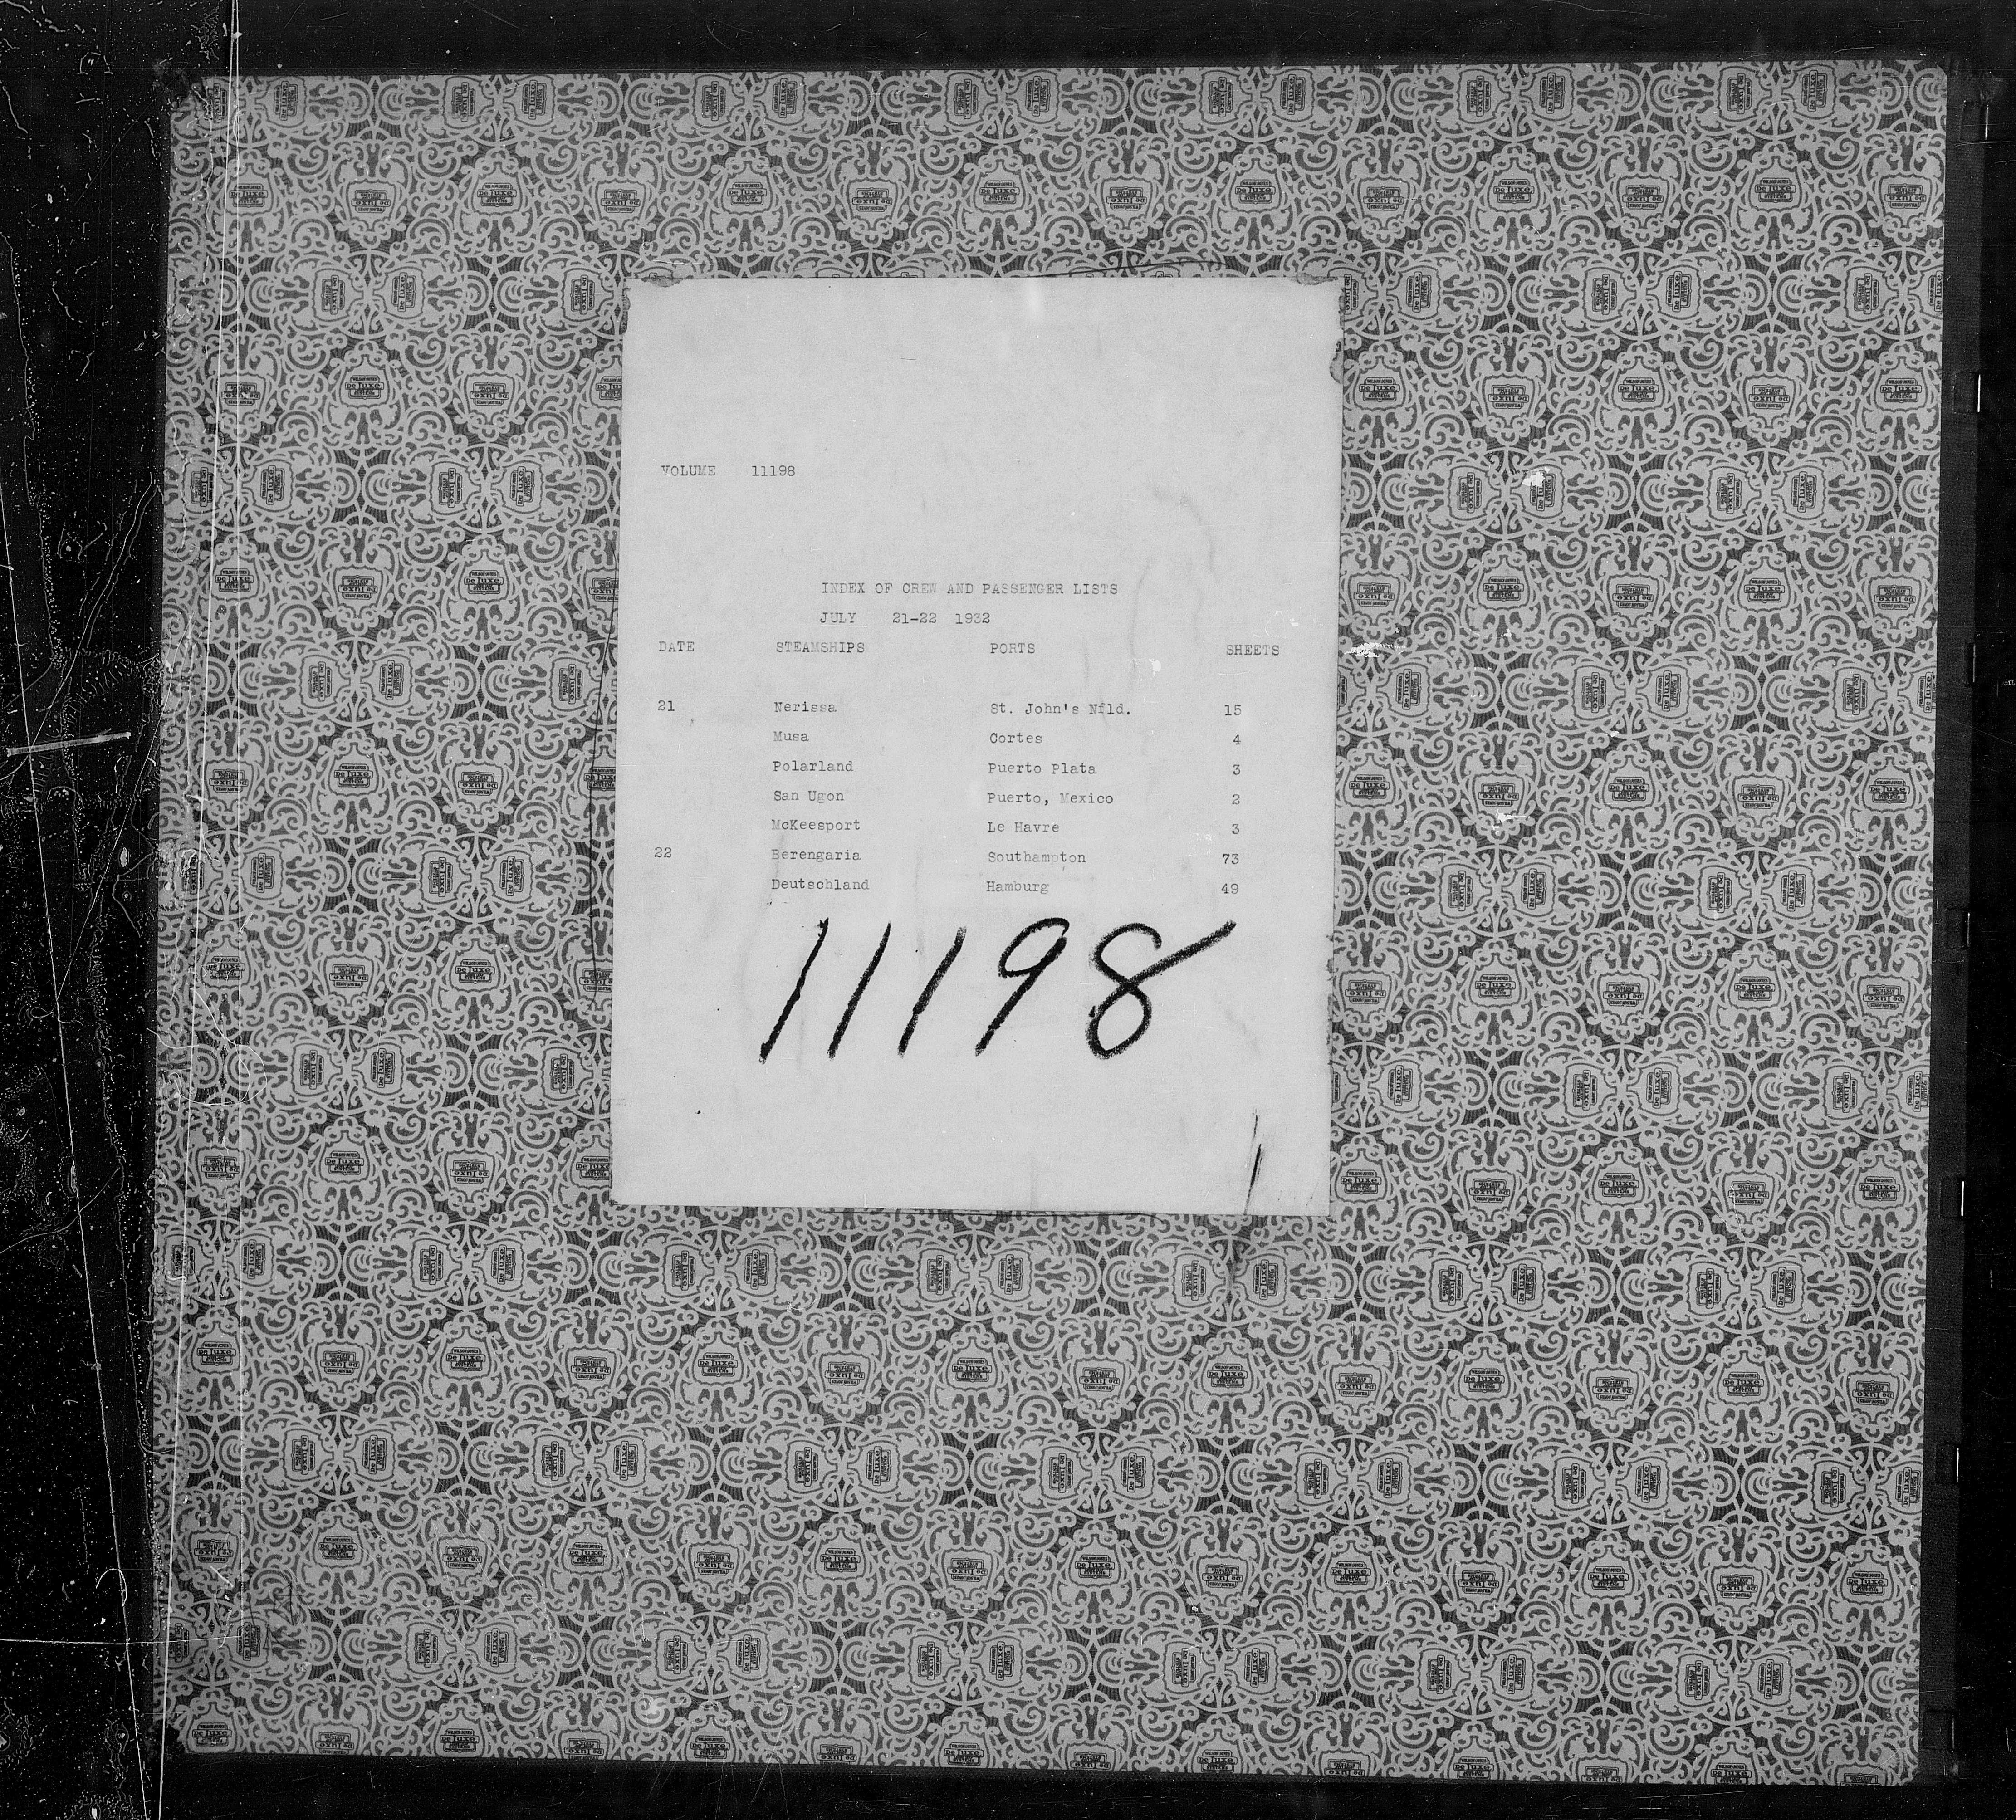 VOLUME 11198
INDEX OF CREW AND PASSENGER LISTS
JULY 21-22 1932
DATE STEAMSHIPS PORTS SHEETS
21 Nerissa St. John's Nfld. 15
Musa Cortes 4
Polarland Puerto Plata 3
San Ugon Puerto, Mexico 2
McKeesport Le Havre 3
22 Berengaria Southampton 73
Deutschland Hamburg 49
11198